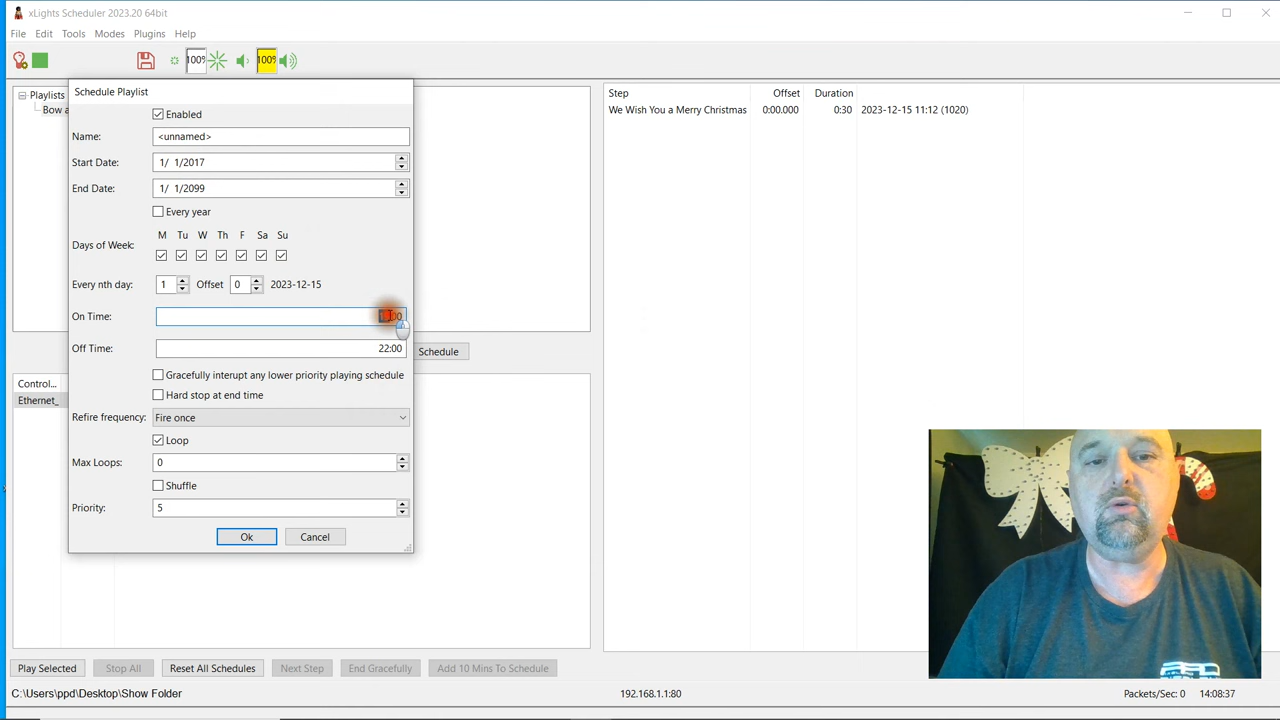 xLights Scheduler 2023.20 64bit
File Edit Tools Modes Plugins Help
100% 100%
Schedule Playlist
Playlists
Bow a
Enabled
Name: <unnamed>
Start Date: 1/ 1/2017
End Date: 1/ 1/2099
Every year
M Tu W Th F Sa Su
Days of Week:
Every nth day: 1 Offset 0 2023-12-15
On Time:
Off Time: 22:00
Schedule
Gracefully interupt any lower priority playing schedule
Control...
Hard stop at end time
Ethernet_
Refire frequency: Fire once
Loop
Max Loops: 0
Shuffle
Priority: 5
Ok Cancel
Step Offset Duration
We Wish You a Merry Christmas 0:00.000 0:30 2023-12-15 11:12 (1020)
Play Selected Stop All Reset All Schedules Next Step End Gracefully Add 10 Mins To Schedule
C:\Users\ppd\Desktop\Show Folder 192.168.1.1:80 Packets/Sec: 0 14:08:37